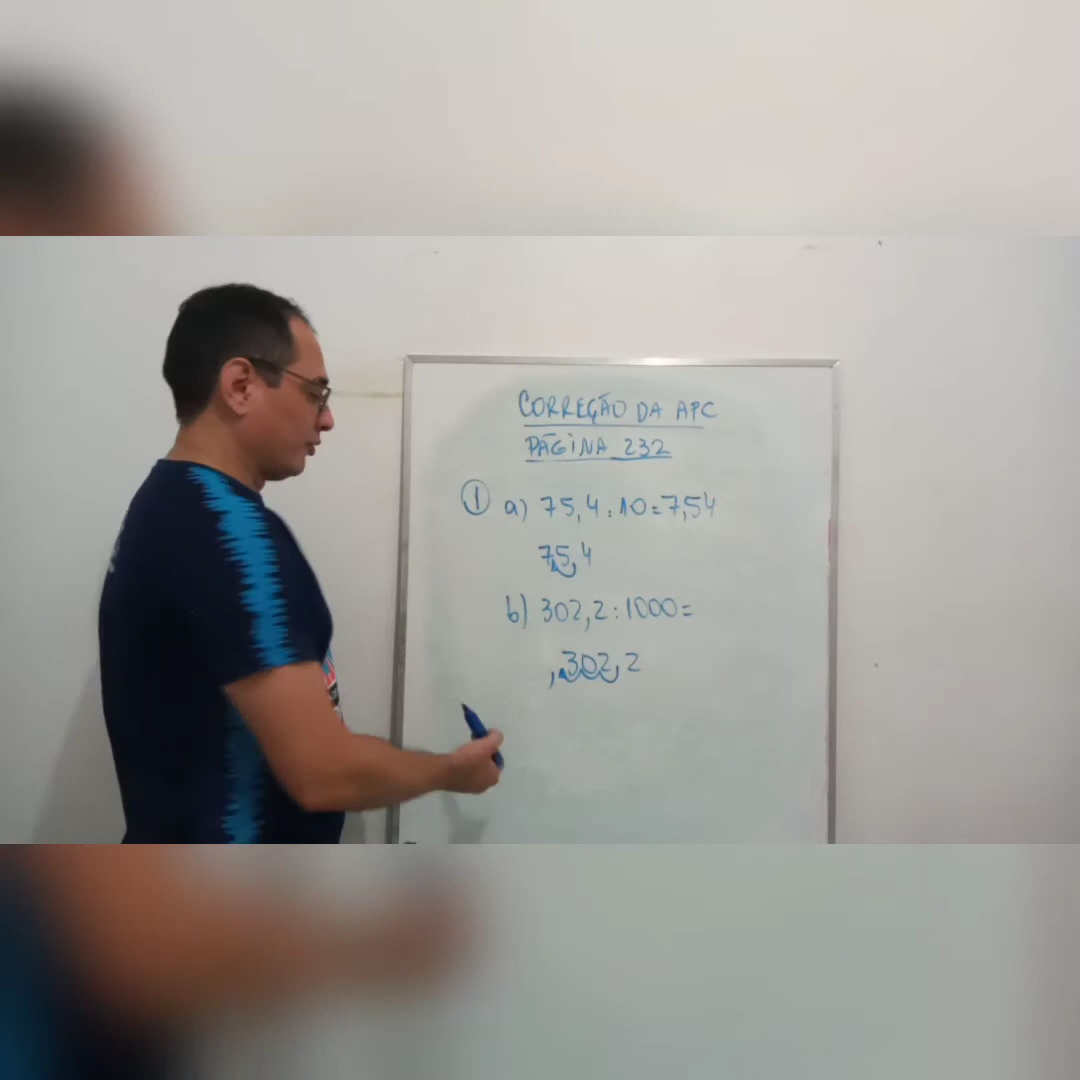 CORREÇÃO DA APC
PÁGINA 232
1 a) 75,4:10=7,54
75,4
b) 302,2:1000=
,302,2